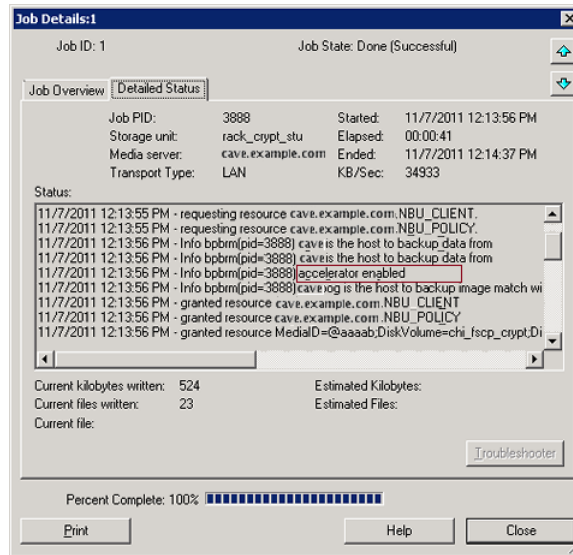 Job Details:1
Job ID: 1 Job State: Done (Successful)
Job Overview Detailed Status
Job PID: 3888 Started: 11/7/2011 12:13:56 PM
Storage unit: rack_crypt_stu Elapsed: 00:00:41
Media server: cave.example.com Ended: 11/7/2011 12:14:37 PM
Transport Type: LAN KB/Sec: 34933
Status:
11/7/2011 12:13:55 PM - requesting resource cave.example.com.NBU_CLIENT.
11/7/2011 12:13:55 PM - requesting resource cave.example.com.NBU_POLICY.
11/7/2011 12:13:56 PM - Info bpbrm(pid=3888) cave is the host to backup data from
11/7/2011 12:13:56 PM - Info bpbrm(pid=3888) cave is the host to backup data from
11/7/2011 12:13:56 PM - Info bpbrm(pid=3888) accelerator enabled
11/7/2011 12:13:56 PM - Info bpbrm(pid=3888) cave og is the host to backup image match wi
11/7/2011 12:13:56 PM - granted resource cave.example.com.NBU_CLIENT
11/7/2011 12:13:56 PM - granted resource cave.example.com.NBU_POLICY
11/7/2011 12:13:56 PM - granted resource MediaID=@aaaab;DiskVolume=chi_fscp_crypt;Di
Current kilobytes written: 524 Estimated Kilobytes:
Current files written: 23 Estimated Files:
Current file:
Troubleshooter
Percent Complete: 100%
Print Help Close